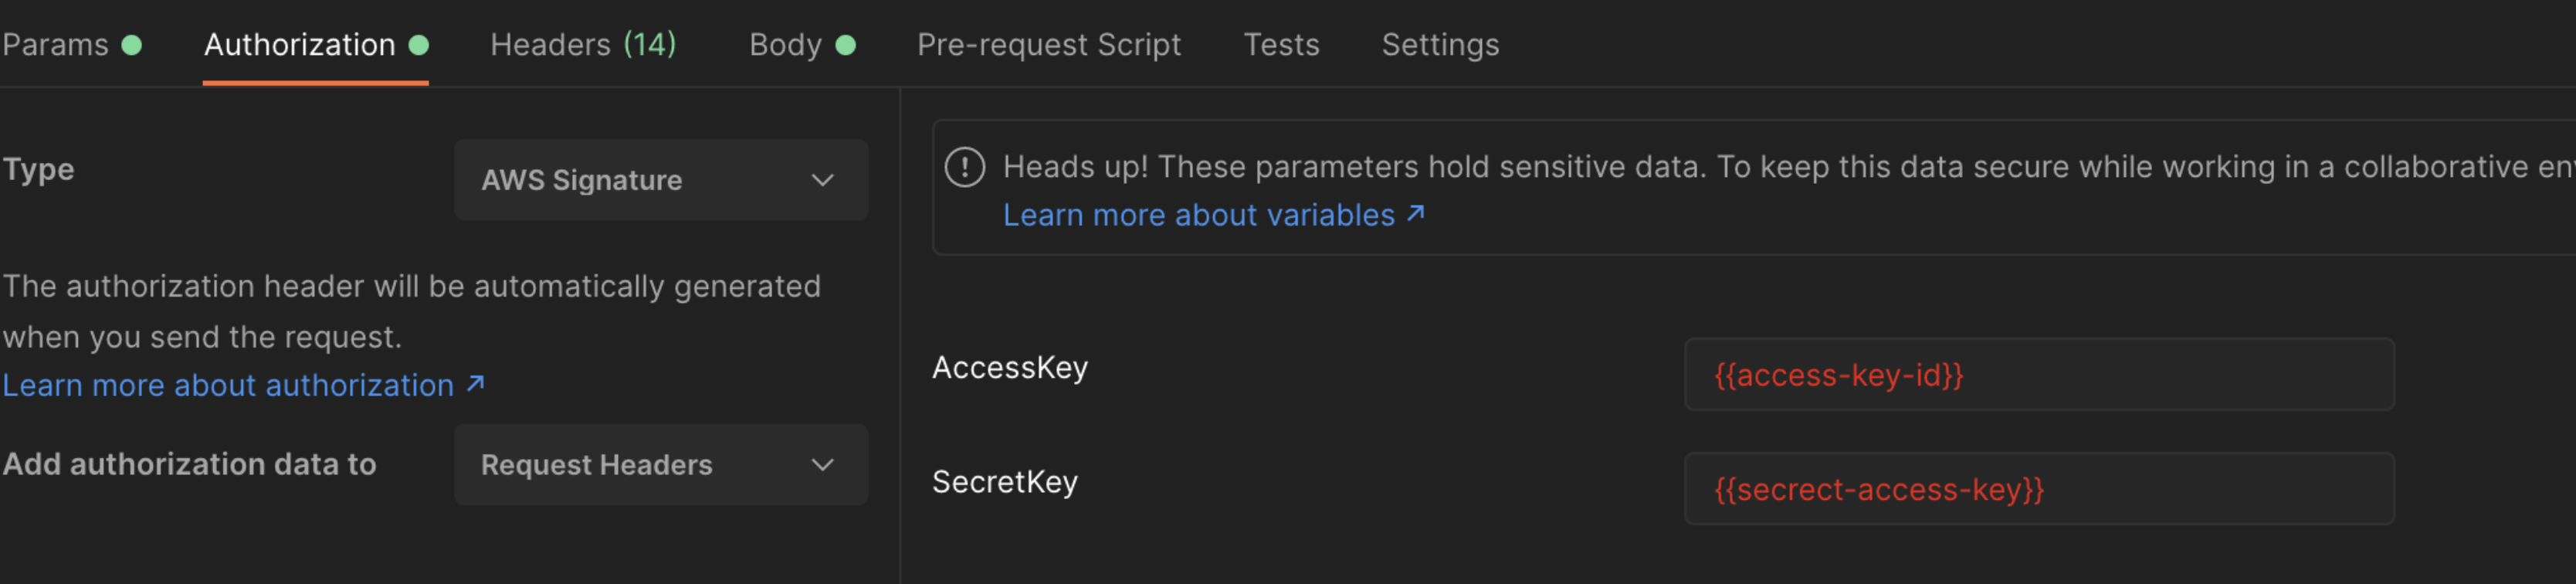 Params Authorization Headers (14) Body Pre-request Script Tests Settings
Type AWS Signature
The authorization header will be automatically generated
when you send the request.
Learn more about authorization ↗
Add authorization data to Request Headers
Heads up! These parameters hold sensitive data. To keep this data secure while working in a collaborative en
Learn more about variables ↗
AccessKey {{access-key-id}}
SecretKey {{secrect-access-key}}